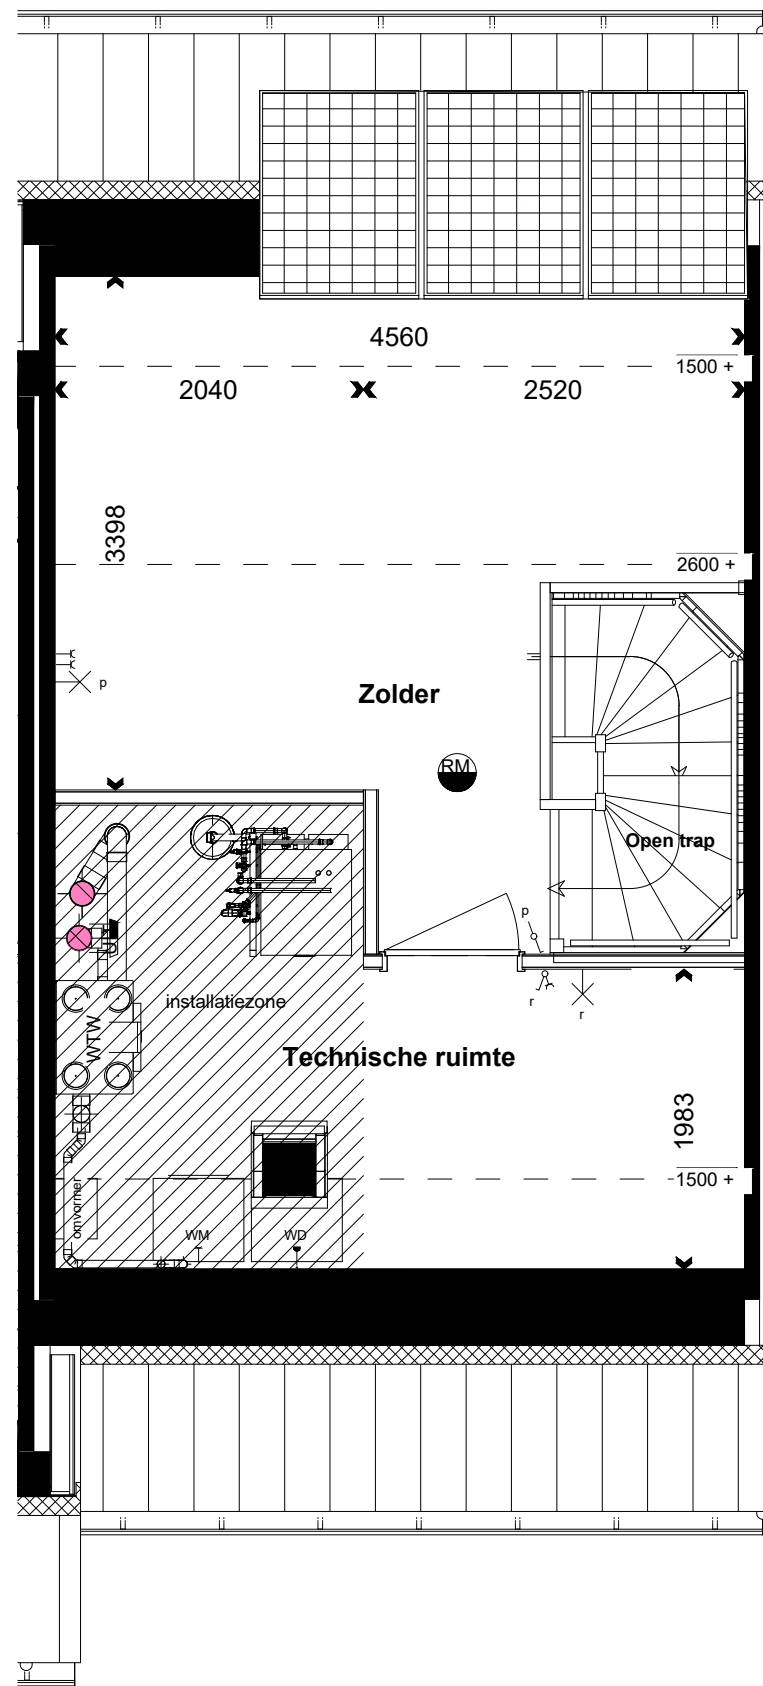 4560
1500 +
2040
2520
3398
2600 +
p
Zolder
RM
Open trap
p
r
r
installatiezone
WTW
Technische ruimte
1983
1500 +
omvormer
WM
WD